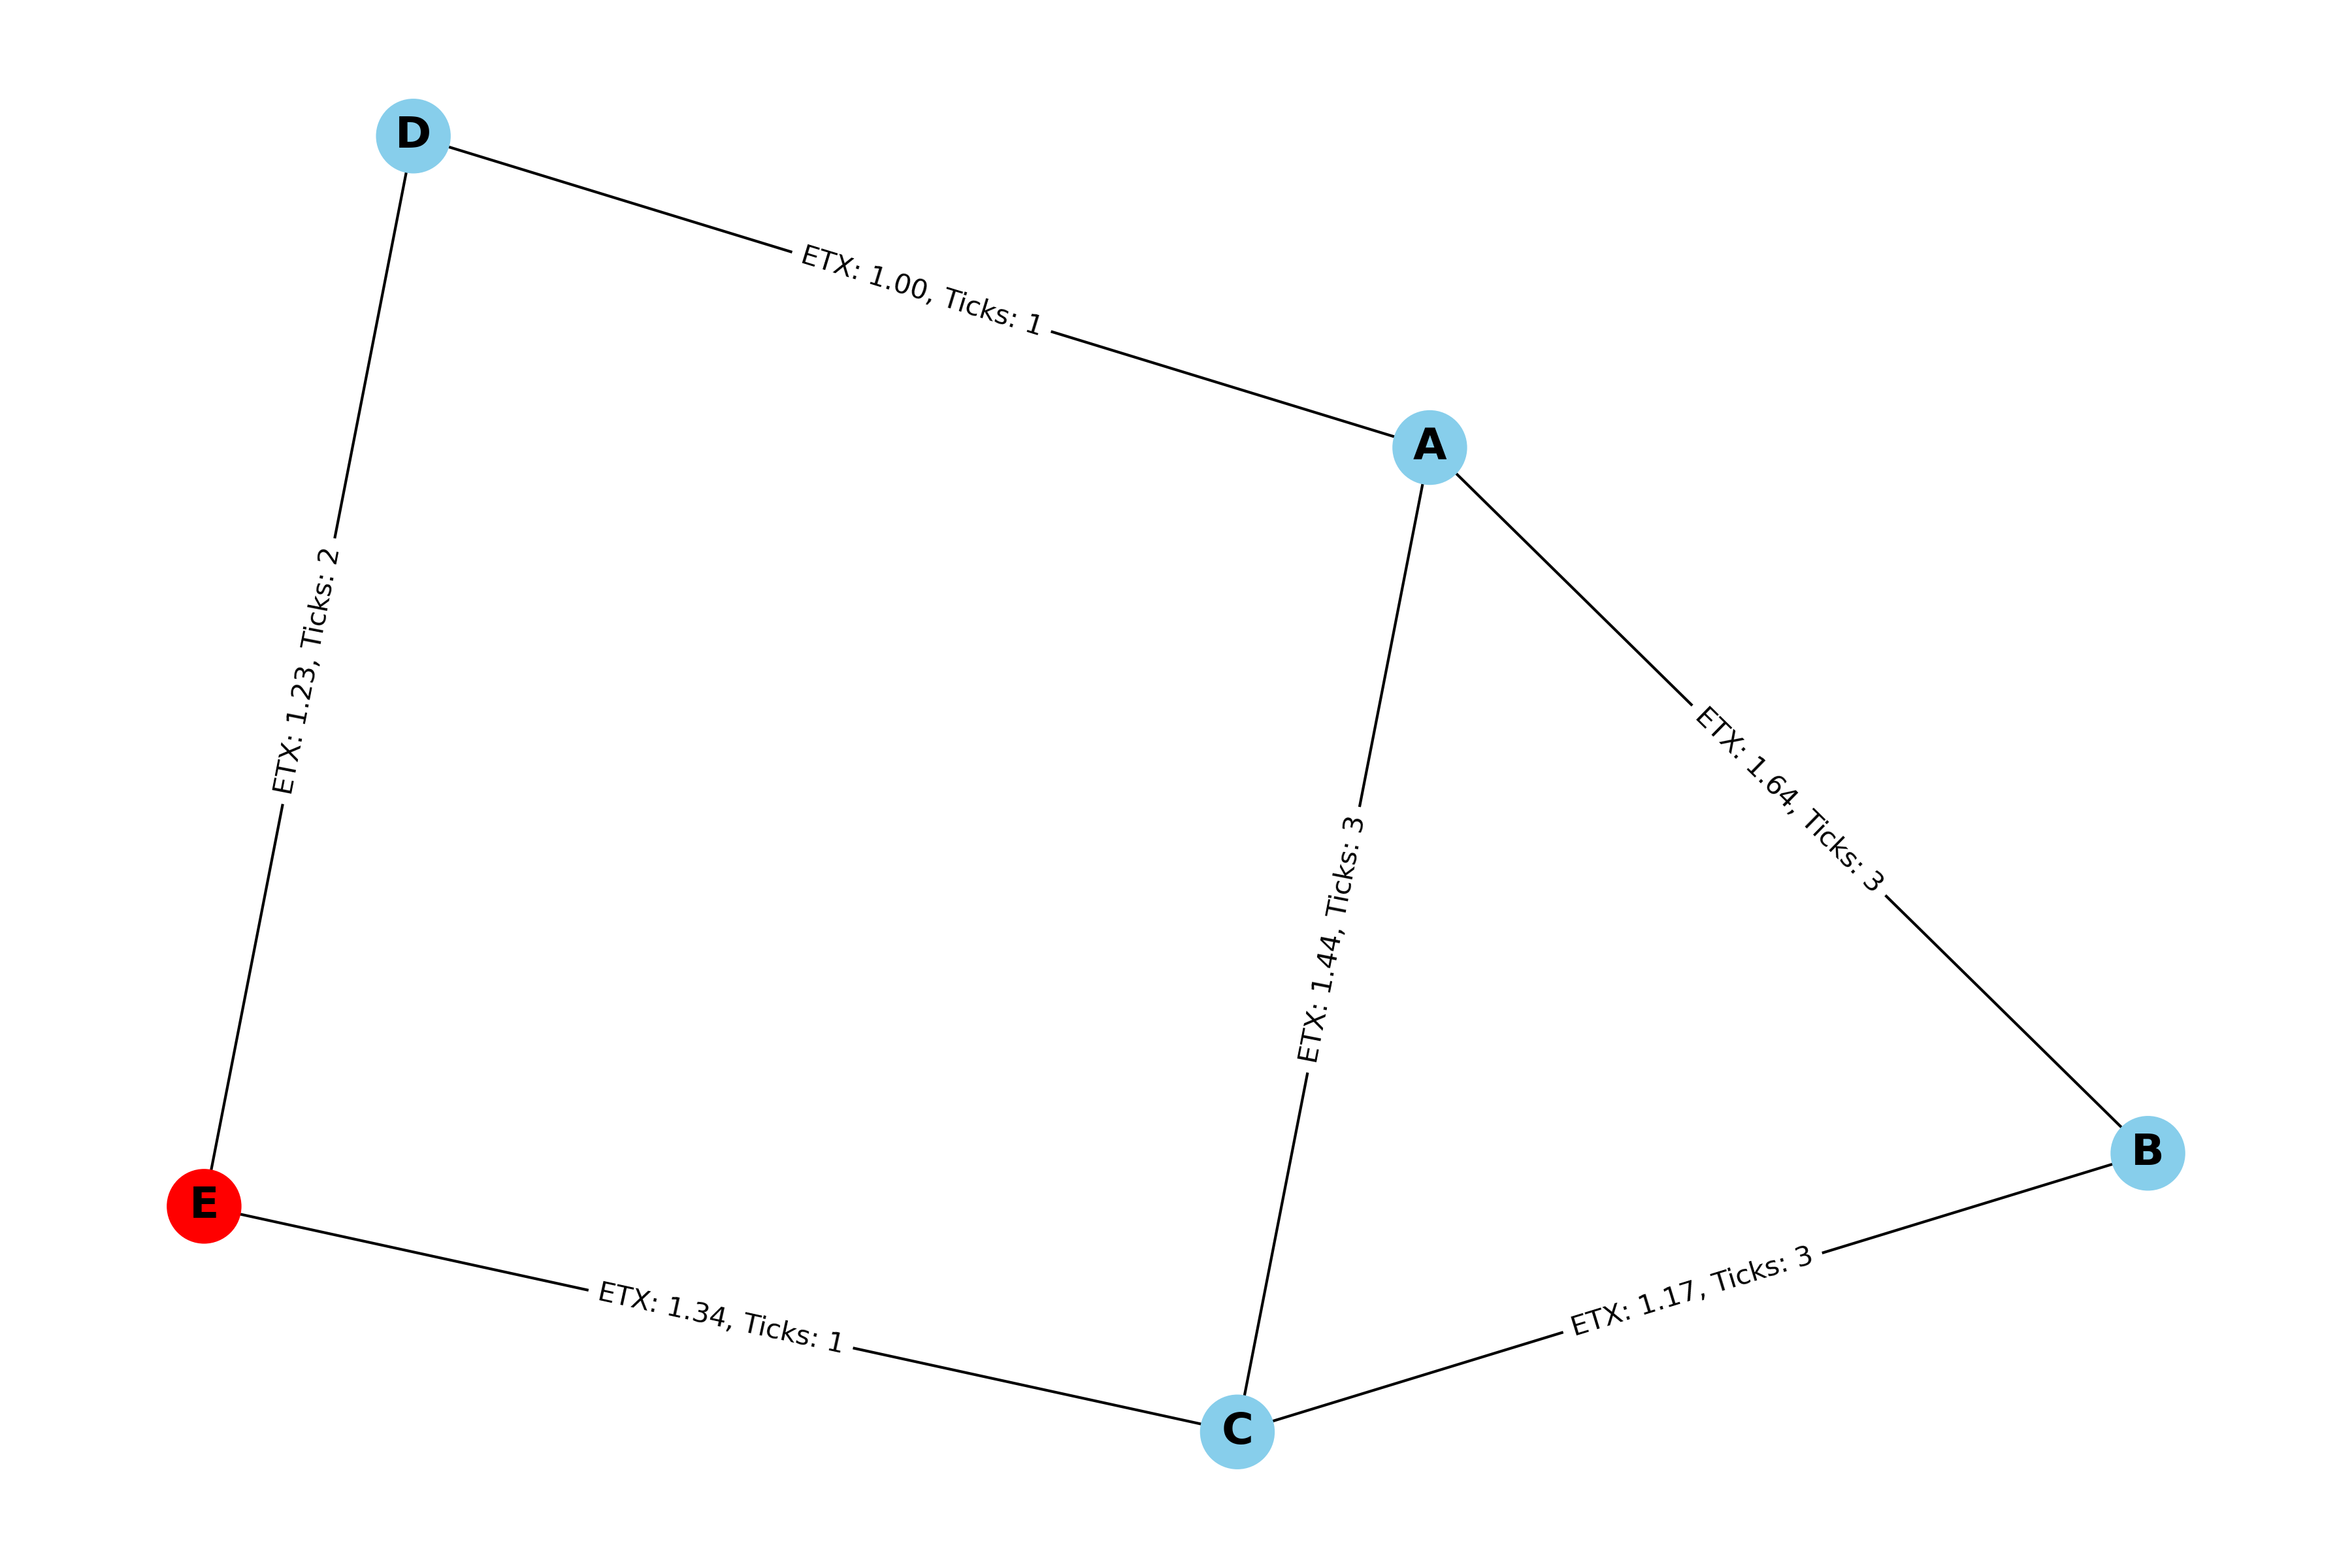 D
ETX: 1.00, Ticks: 1
A
ETX: 1.23, Ticks: 2
ETX: 1.64, Ticks: 3
ETX: 1.44, Ticks: 3
B
E
ETX: 1.17, Ticks: 3
ETX: 1.34, Ticks: 1
C